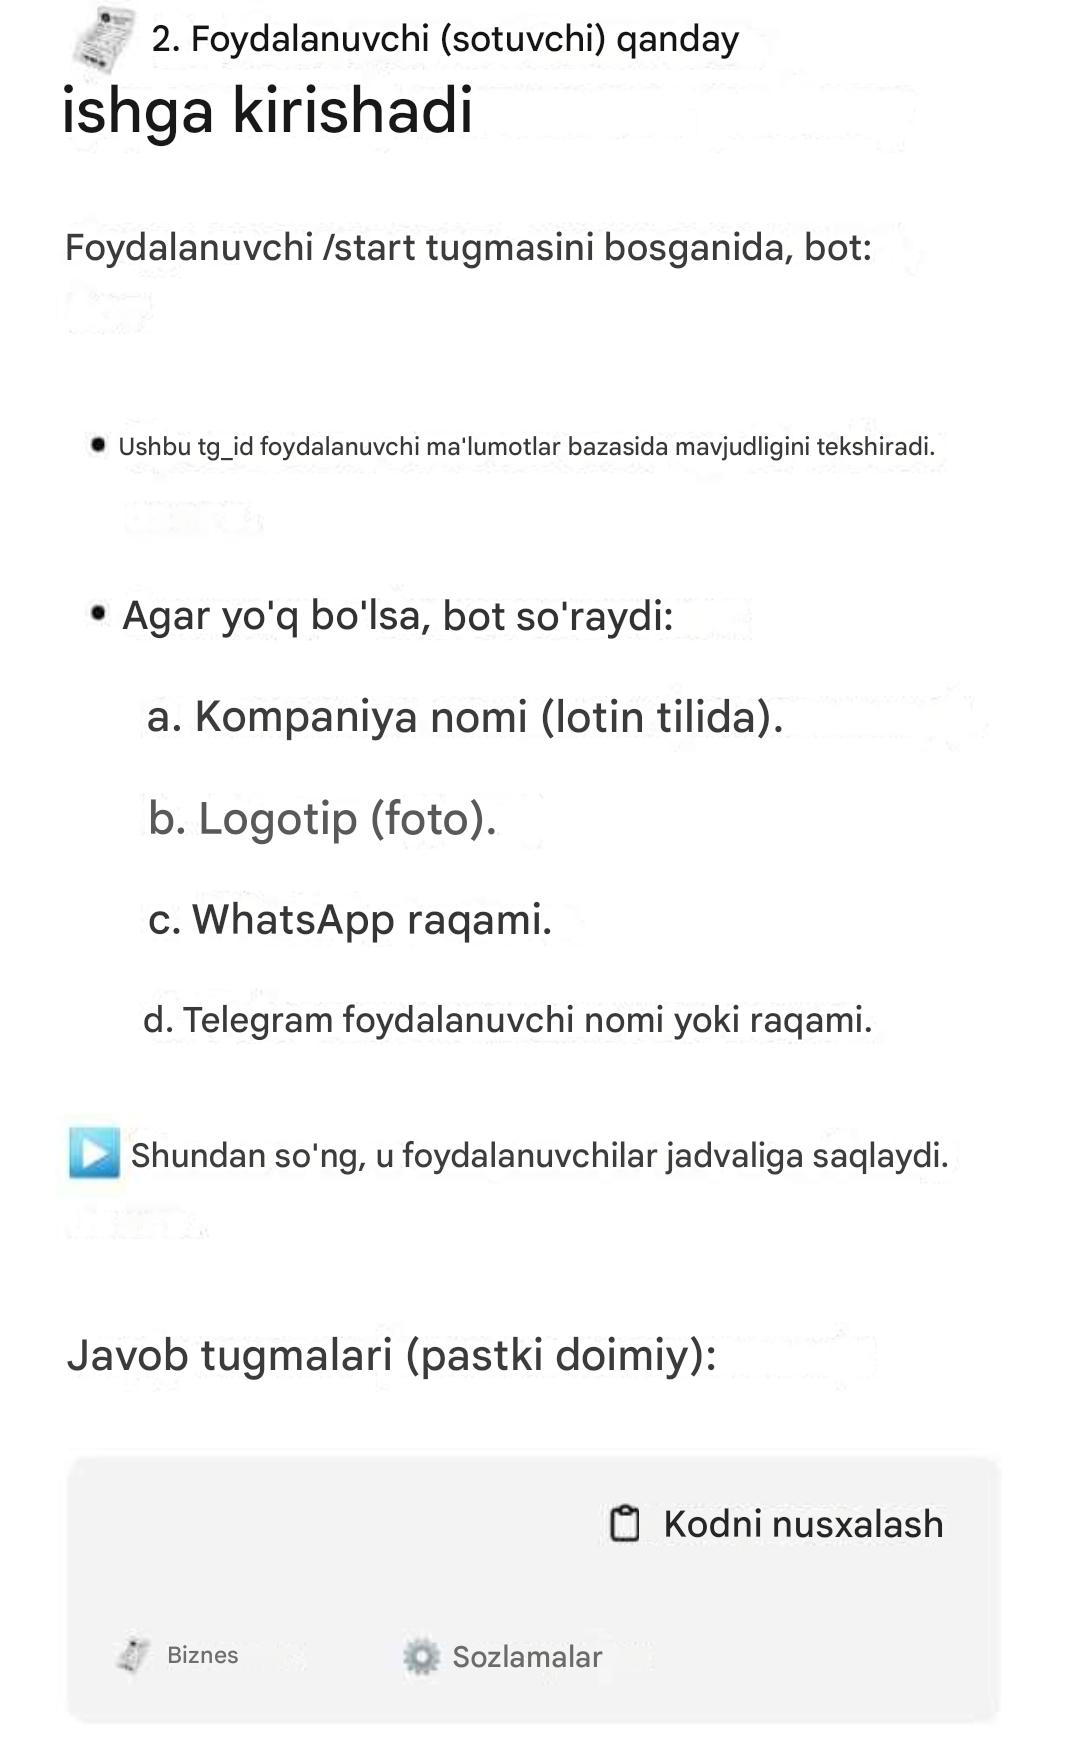 2. Foydalanuvchi (sotuvchi) qanday
ishga kirishadi
Foydalanuvchi /start tugmasini bosganida, bot:
• Ushbu tg_id foydalanuvchi ma'lumotlar bazasida mavjudligini tekshiradi.
• Agar yo'q bo'lsa, bot so'raydi:
a. Kompaniya nomi (lotin tilida).
b. Logotip (foto).
c. WhatsApp raqami.
d. Telegram foydalanuvchi nomi yoki raqami.
Shundan so'ng, u foydalanuvchilar jadvaliga saqlaydi.
Javob tugmalari (pastki doimiy):
Kodni nusxalash
Biznes Sozlamalar